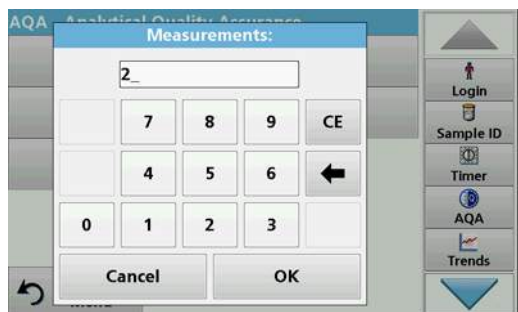 AQA - Analytical Quality Assurance
Measurements:
2_
7 8 9 CE
4 5 6
0 1 2 3
Cancel OK
Menu
Login
Sample ID
Timer
AQA
Trends